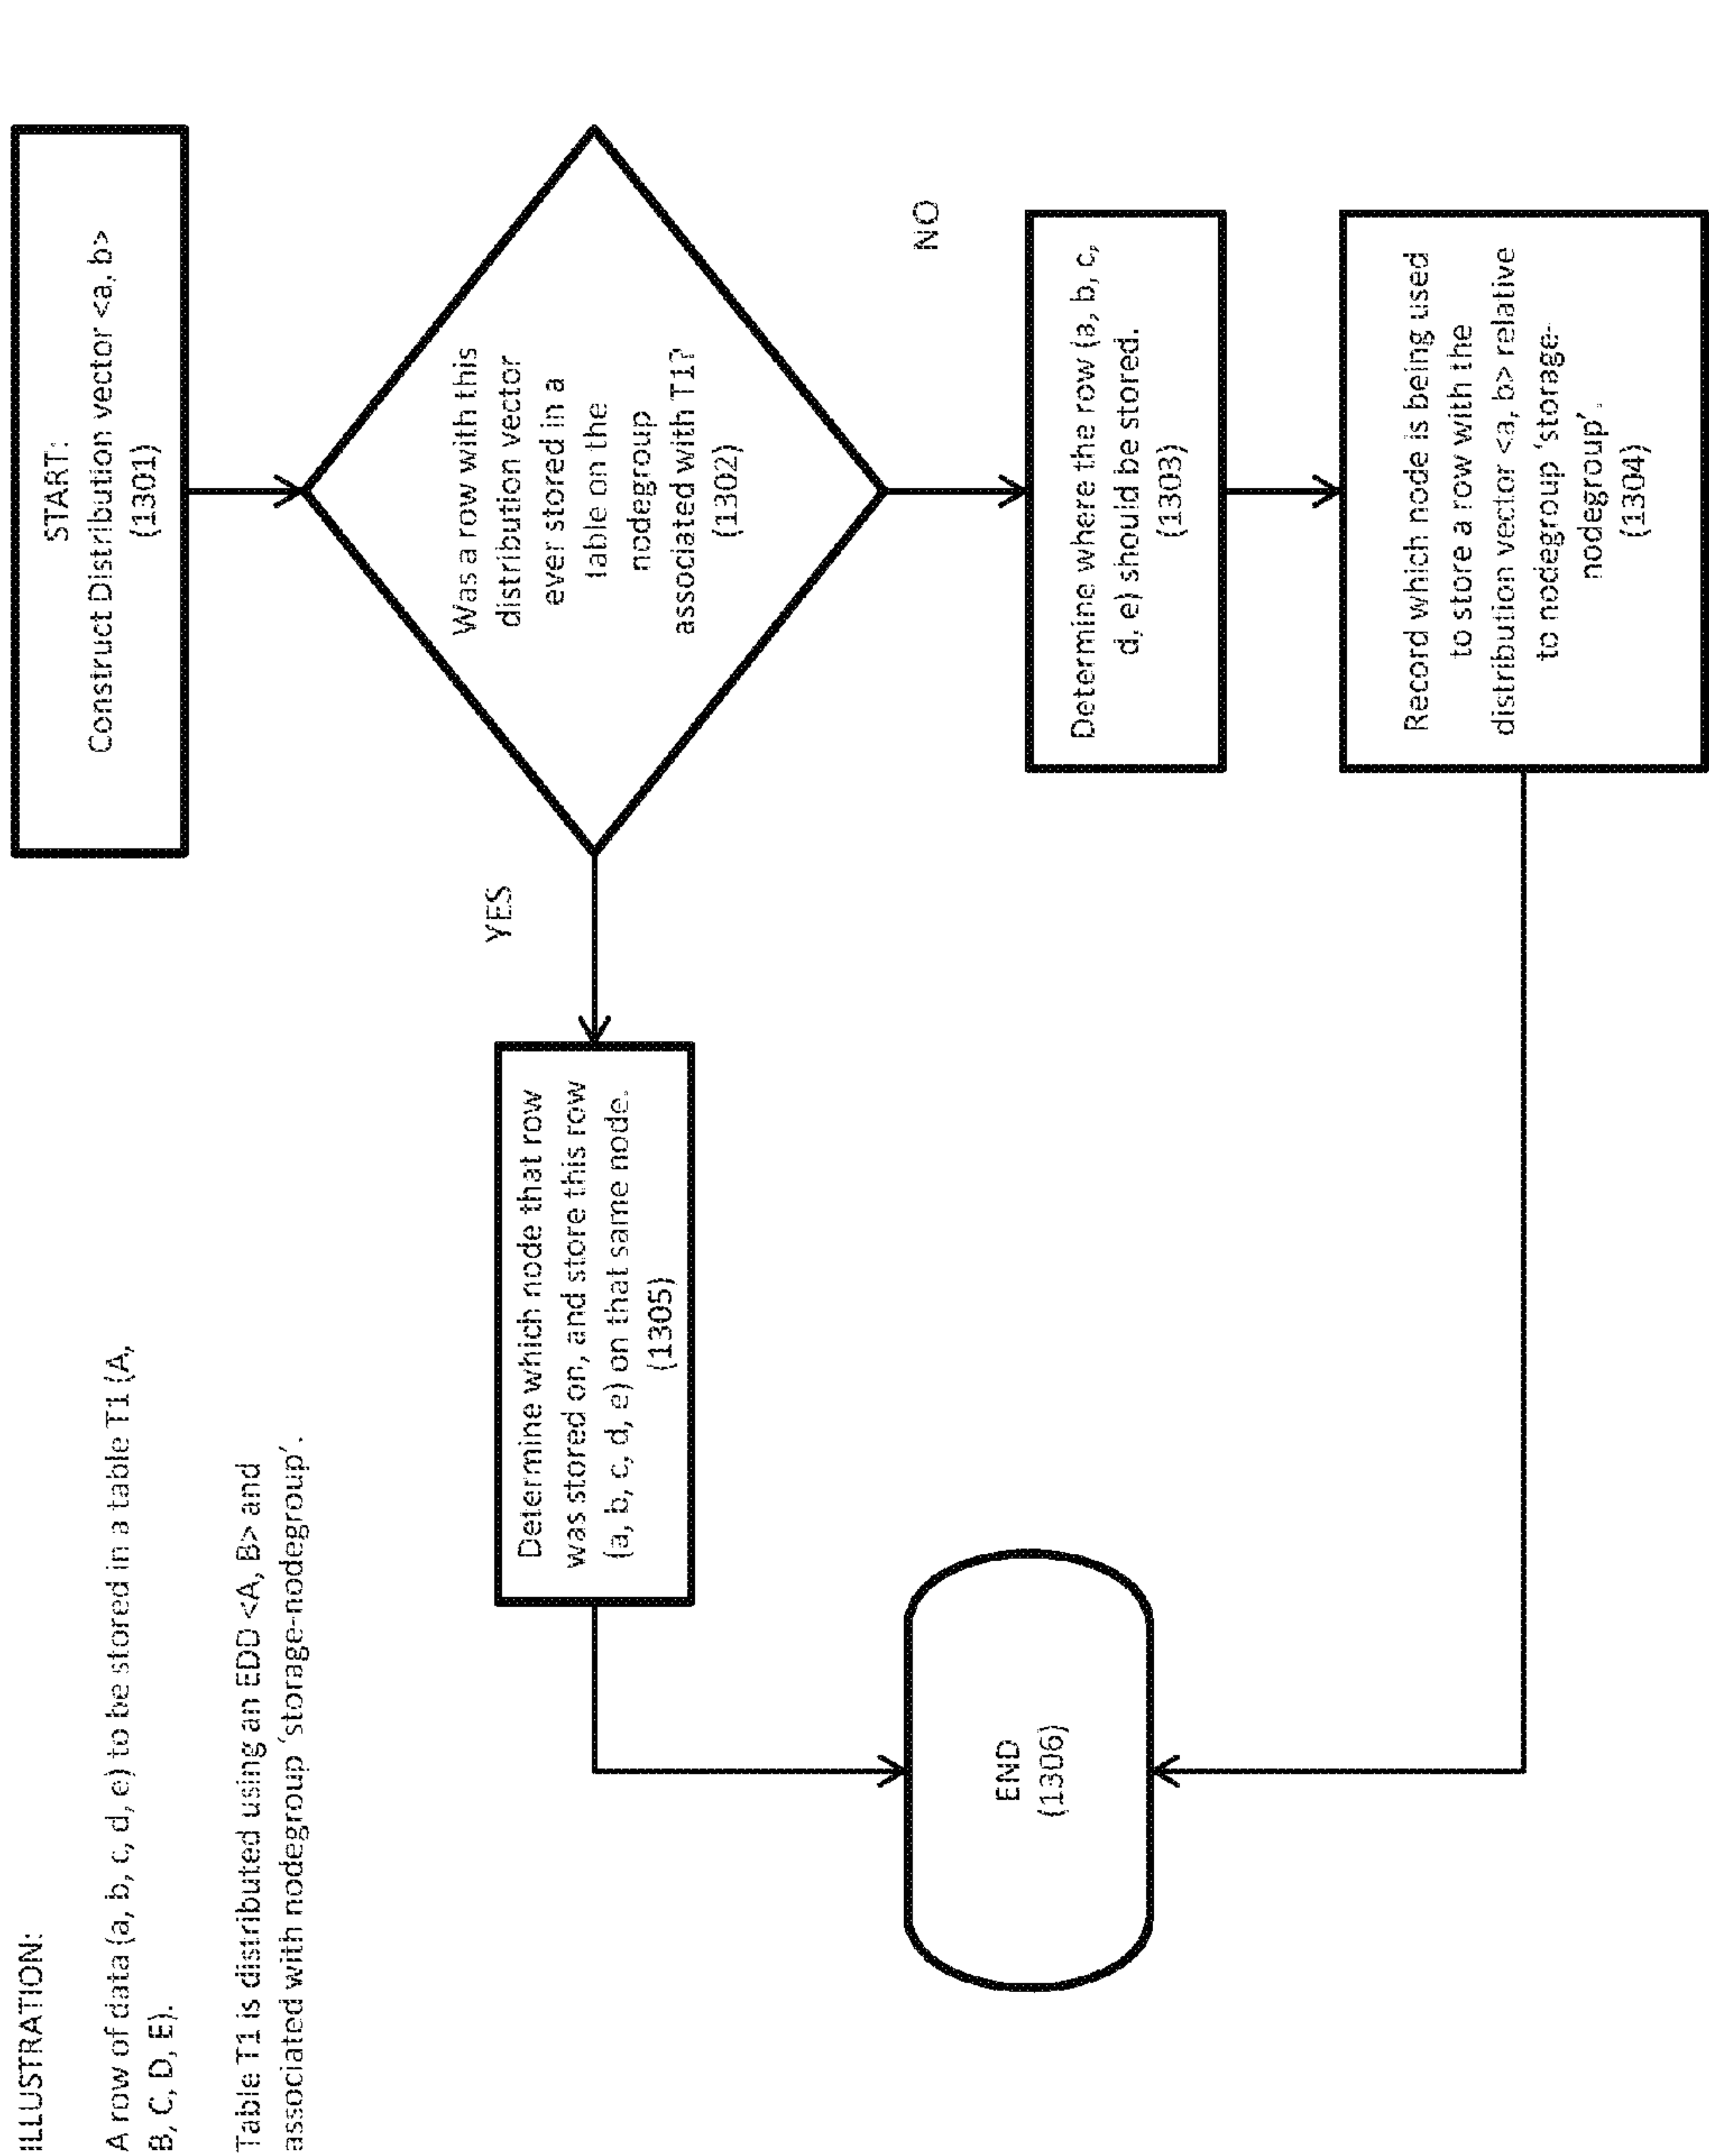 ILLUSTRATION:
A row of data (a, b, c, d, e) to be stored in a table T1 (A,
B, C, D, E).
Table T1 is distributed using an EDD <A, B> and
associated with nodegroup ‘storage-nodegroup’.
START:
Construct Distribution vector <a, b>
(1301)
Was a row with this
distribution vector
ever stored in a
table on the
nodegroup
associated with T1?
(1302)
YES
NO
Determine which node that row
was stored on, and store this row
(a, b, c, d, e) on that same node.
(1305)
Determine where the row (a, b, c,
d, e) should be stored.
(1303)
Record which node is being used
to store a row with the
distribution vector <a, b> relative
to nodegroup ‘storage-
nodegroup’.
(1304)
END
(1306)